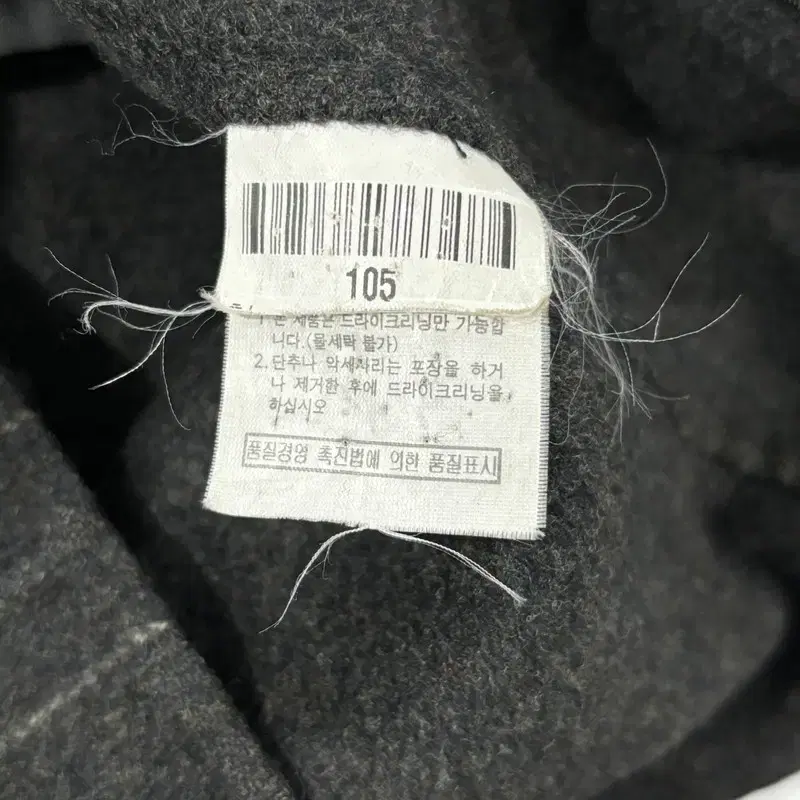 105
1. 본 제품은 드라이크리닝만 가능합
니다.(물세탁 불가)
2. 단추나 악세사리는 포장을 하거
나 제거한 후에 드라이크리닝을
하십시오
품질경영 촉진법에 의한 품질표시